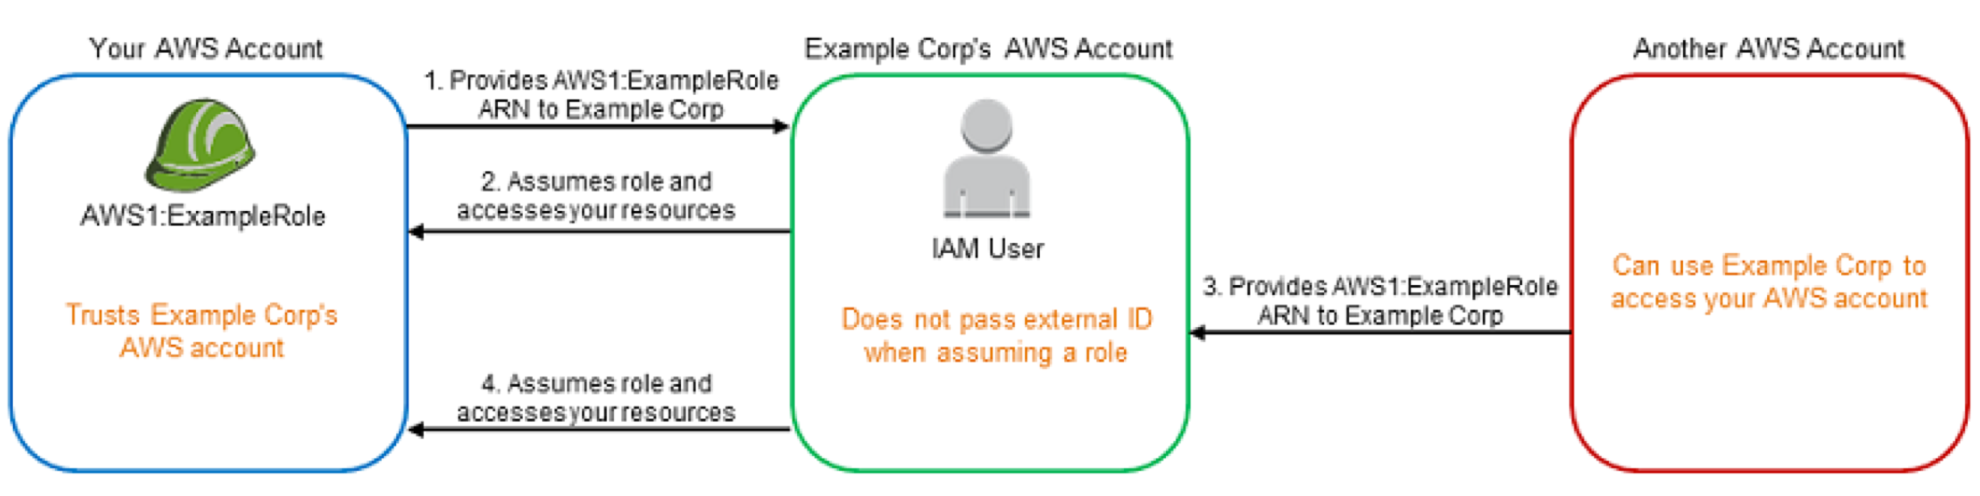 Your AWS Account
AWS1:ExampleRole
Trusts Example Corp's
AWS account
1. Provides AWS1:ExampleRole
ARN to Example Corp
2. Assumes role and
accesses your resources
4. Assumes role and
accesses your resources
Example Corp's AWS Account
IAM User
Does not pass external ID
when assuming a role
3. Provides AWS1:ExampleRole
ARN to Example Corp
Another AWS Account
Can use Example Corp to
access your AWS account